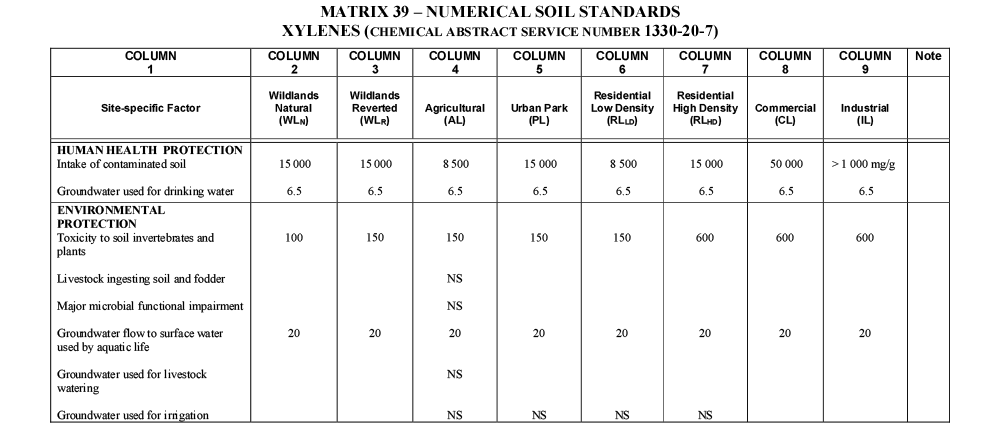 MATRIX 39 – NUMERICAL SOIL STANDARDS
XYLENES (CHEMICAL ABSTRACT SERVICE NUMBER 1330-20-7)
COLUMN 1 COLUMN 2 COLUMN 3 COLUMN 4 COLUMN 5 COLUMN 6 COLUMN 7 COLUMN 8 COLUMN 9 Note
Site-specific Factor Wildlands Natural (WLN) Wildlands Reverted (WLR) Agricultural (AL) Urban Park (PL) Residential Low Density (RLLD) Residential High Density (RLHD) Commercial (CL) Industrial (IL)
HUMAN HEALTH PROTECTION
Intake of contaminated soil 15 000 15 000 8 500 15 000 8 500 15 000 50 000 > 1 000 mg/g
Groundwater used for drinking water 6.5 6.5 6.5 6.5 6.5 6.5 6.5 6.5
ENVIRONMENTAL
PROTECTION
Toxicity to soil invertebrates and 100 150 150 150 150 600 600 600
plants
Livestock ingesting soil and fodder NS
Major microbial functional impairment NS
Groundwater flow to surface water 20 20 20 20 20 20 20 20
used by aquatic life
Groundwater used for livestock NS
watering
Groundwater used for irrigation NS NS NS NS